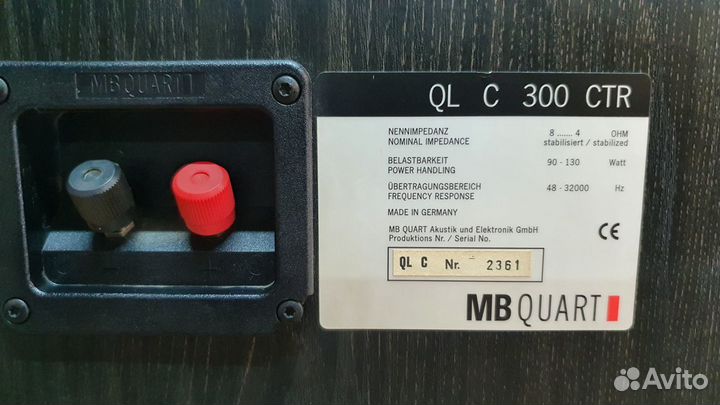 MB QUART
QL C 300 CTR
NENNIMPEDANZ 8 ....... 4 OHM
NOMINAL IMPEDANCE stabilisiert / stabilized
BELASTBARKEIT 90 - 130 Watt
POWER HANDLING
ÜBERTRAGUNGSBEREICH 48 - 32000 Hz
FREQUENCY RESPONSE
MADE IN GERMANY
MB QUART Akustik und Elektronik GmbH
Produktions Nr. / Serial No.
CE
QL C Nr. 2361
MB QUART
- +
Avito